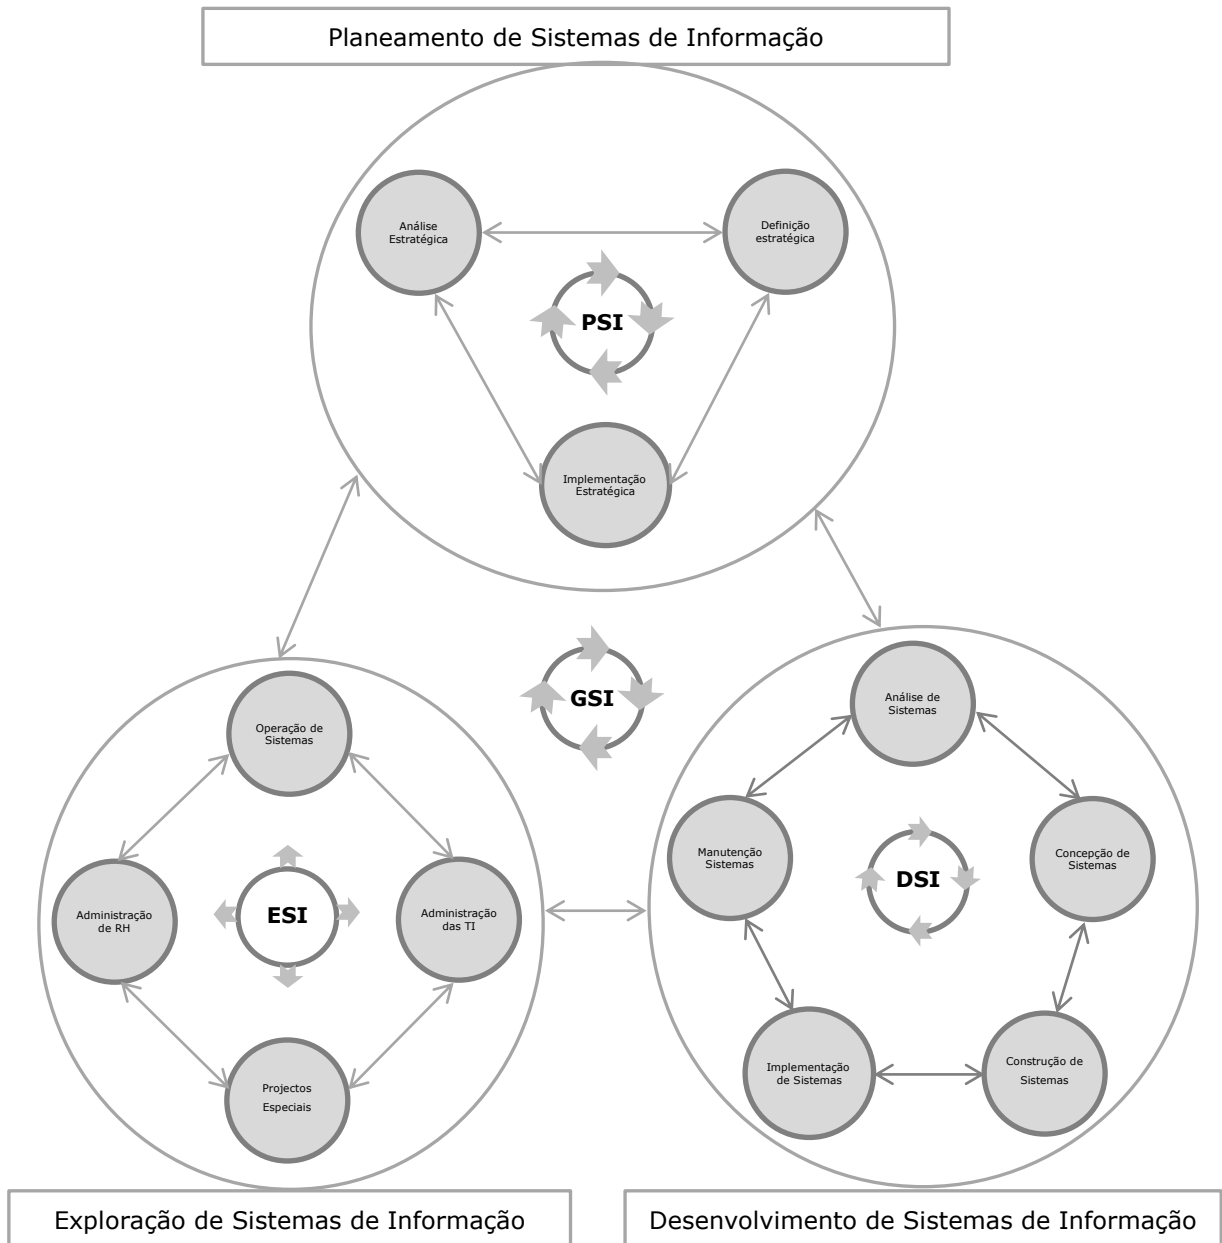 Planeamento de Sistemas de Informação
Análise
Estratégica
Definição
estratégica
PSI
Implementação
Estratégica
GSI
Operação de
Sistemas
Administração
de RH
ESI
Administração
das TI
Projectos
Especiais
Análise de
Sistemas
Manutenção
Sistemas
DSI
Concepção de
Sistemas
Implementação
de Sistemas
Construção de
Sistemas
Exploração de Sistemas de Informação
Desenvolvimento de Sistemas de Informação